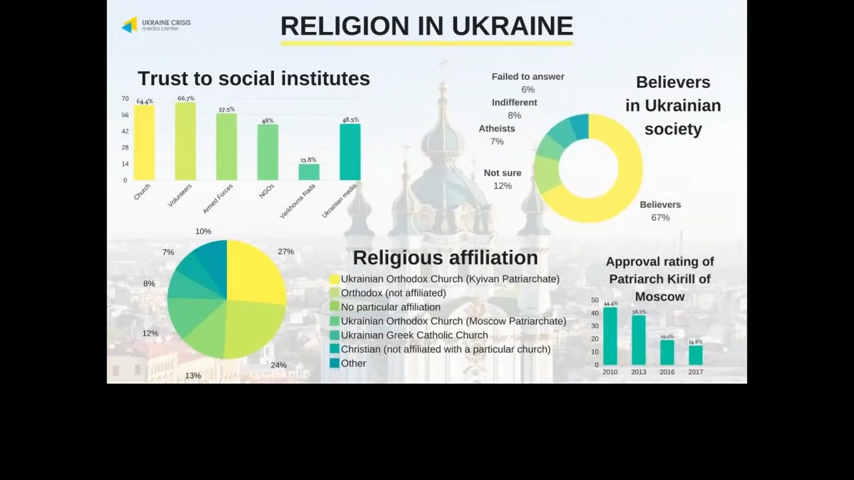 UKRAINE CRISIS
media center
RELIGION IN UKRAINE
Trust to social institutes
70
56
42
28
14
0
64.4%
66.7%
57.5%
48%
13.8%
48.5%
Church
Volunteers
Armed Forces
NGOs
Verkhovna Rada
Ukrainian media
Failed to answer
6%
Indifferent
8%
Atheists
7%
Not sure
12%
Believers
67%
Believers
in Ukrainian
society
10%
7%
8%
12%
13%
24%
27%
Religious affiliation
Ukrainian Orthodox Church (Kyivan Patriarchate)
Orthodox (not affiliated)
No particular affiliation
Ukrainian Orthodox Church (Moscow Patriarchate)
Ukrainian Greek Catholic Church
Christian (not affiliated with a particular church)
Other
Approval rating of
Patriarch Kirill of
Moscow
50
40
30
20
10
0
44.4%
2010
2013
2016
2017